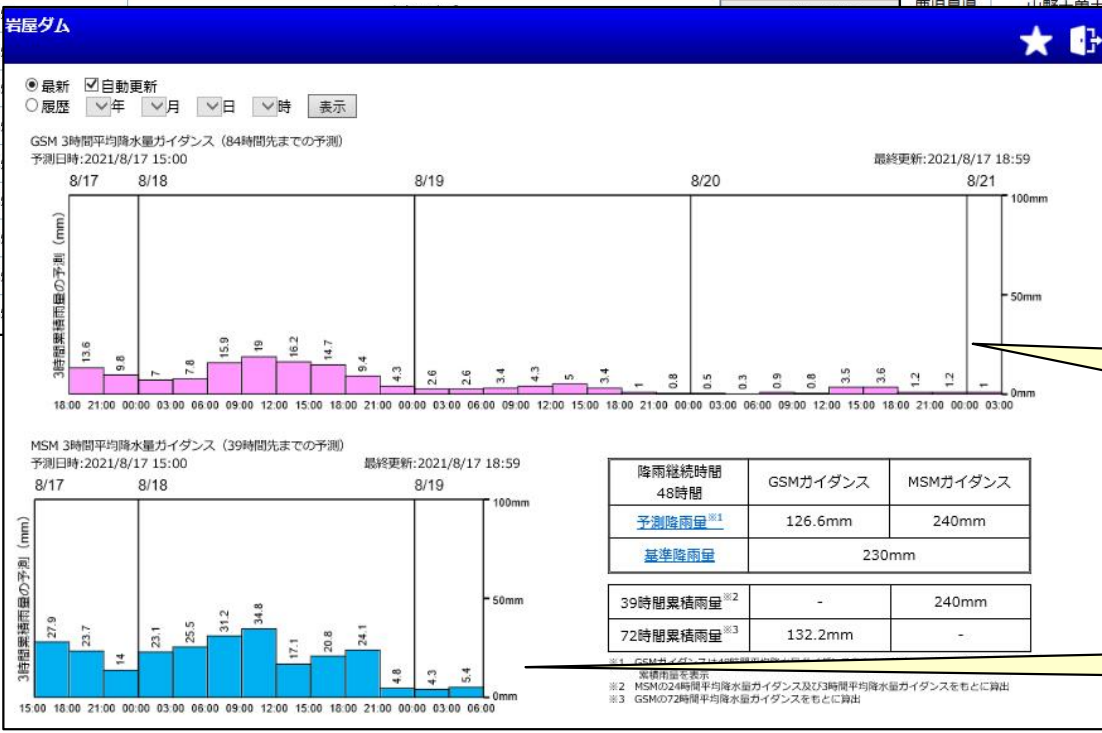 岩屋ダム
最新 自動更新
履歴 年 月 日 時 表示
GSM 3時間平均降水量ガイダンス（84時間先までの予測）
予測日時:2021/8/17 15:00 最終更新:2021/8/17 18:59
8/17 8/18 8/19 8/20 8/21
3時間累積雨量の予測（mm）
100mm
50mm
0mm
13.6 9.8 7 7.8 15.9 19 16.2 14.7 9.4 4.3 2.6 2.6 3.4 4.3 5 3.4 1 0.8 0.5 0.3 0.9 0.8 3.5 3.6 1.2 1.2 1
18:00 21:00 00:00 03:00 06:00 09:00 12:00 15:00 18:00 21:00 00:00 03:00 06:00 09:00 12:00 15:00 18:00 21:00 00:00 03:00 06:00 09:00 12:00 15:00 18:00 21:00 00:00 03:00
MSM 3時間平均降水量ガイダンス（39時間先までの予測）
予測日時:2021/8/17 15:00 最終更新:2021/8/17 18:59
8/17 8/18 8/19
3時間累積雨量の予測（mm）
100mm
50mm
0mm
27.9 23.7 14 23.1 25.5 31.2 34.8 17.1 20.8 24.1 4.8 4.3 5.4
15:00 18:00 21:00 00:00 03:00 06:00 09:00 12:00 15:00 18:00 21:00 00:00 03:00 06:00
降雨継続時間
48時間 GSMガイダンス MSMガイダンス
予測降雨量※1 126.6mm 240mm
基準降雨量 230mm
39時間累積雨量※2 - 240mm
72時間累積雨量※3 132.2mm -
※1 GSMガイダンスは48時間
累積雨量を表示
※2 MSMの24時間平均降水量ガイダンス及び3時間平均降水量ガイダンスをもとに算出
※3 GSMの72時間平均降水量ガイダンスをもとに算出